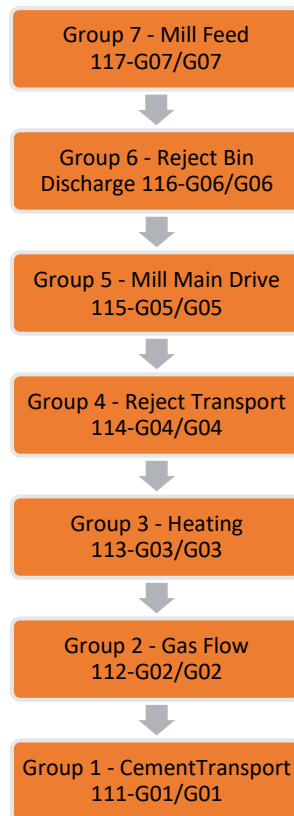 Group 7 - Mill Feed
117-G07/G07
Group 6 - Reject Bin
Discharge 116-G06/G06
Group 5 - Mill Main Drive
115-G05/G05
Group 4 - Reject Transport
114-G04/G04
Group 3 - Heating
113-G03/G03
Group 2 - Gas Flow
112-G02/G02
Group 1 - CementTransport
111-G01/G01